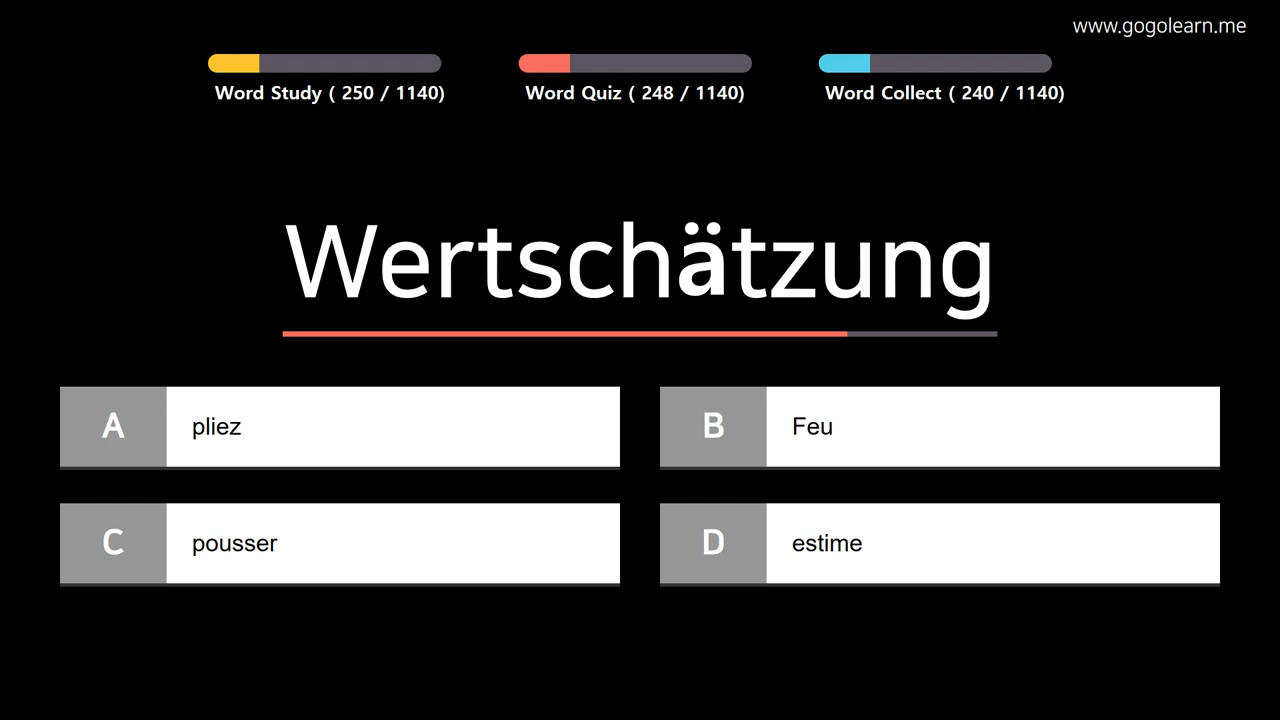 www.gogolearn.me
Word Study ( 250 / 1140)
Word Quiz ( 248 / 1140)
Word Collect ( 240 / 1140)
Wertschätzung
A pliez
B Feu
C pousser
D estime